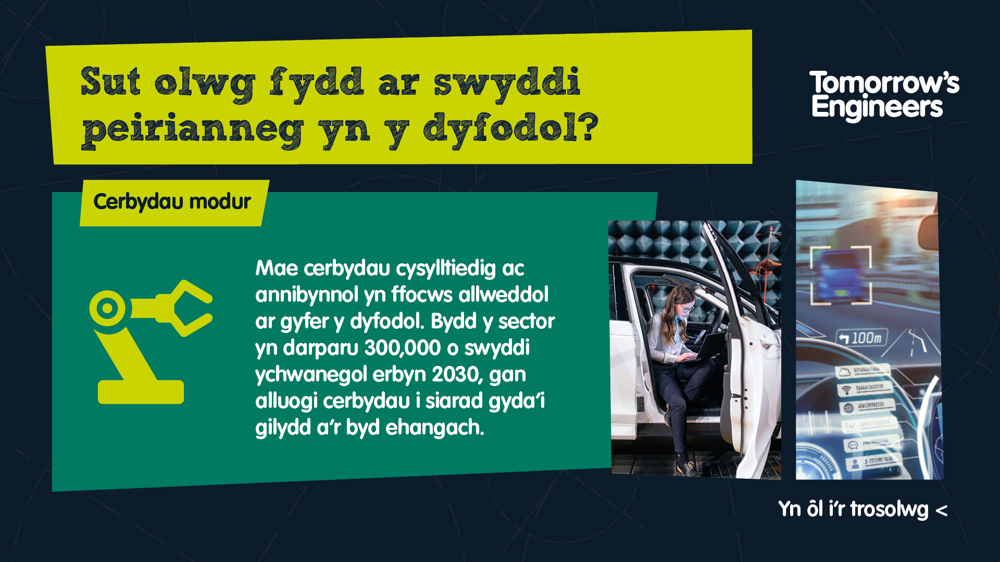 Sut olwg fydd ar swyddi
peirianneg yn y dyfodol?
Tomorrow's
Engineers
Cerbydau modur
Mae cerbydau cysylltiedig ac
annibynnol yn ffocws allweddol
ar gyfer y dyfodol. Bydd y sector
yn darparu 300,000 o swyddi
ychwanegol erbyn 2030, gan
alluogi cerbydau i siarad gyda'i
gilydd a'r byd ehangach.
100m
Yn ôl i'r trosolwg <